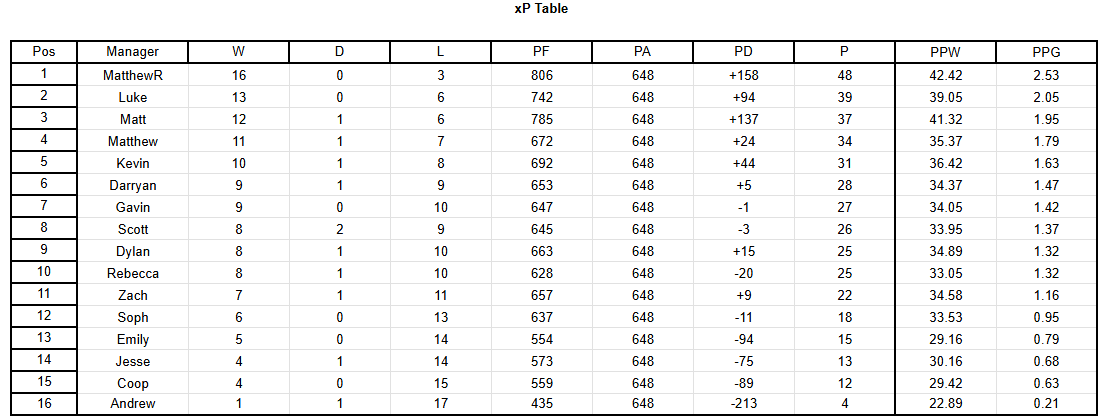 xP Table
Pos Manager W D L PF PA PD P PPW PPG
1 MatthewR 16 0 3 806 648 +158 48 42.42 2.53
2 Luke 13 0 6 742 648 +94 39 39.05 2.05
3 Matt 12 1 6 785 648 +137 37 41.32 1.95
4 Matthew 11 1 7 672 648 +24 34 35.37 1.79
5 Kevin 10 1 8 692 648 +44 31 36.42 1.63
6 Darryan 9 1 9 653 648 +5 28 34.37 1.47
7 Gavin 9 0 10 647 648 -1 27 34.05 1.42
8 Scott 8 2 9 645 648 -3 26 33.95 1.37
9 Dylan 8 1 10 663 648 +15 25 34.89 1.32
10 Rebecca 8 1 10 628 648 -20 25 33.05 1.32
11 Zach 7 1 11 657 648 +9 22 34.58 1.16
12 Soph 6 0 13 637 648 -11 18 33.53 0.95
13 Emily 5 0 14 554 648 -94 15 29.16 0.79
14 Jesse 4 1 14 573 648 -75 13 30.16 0.68
15 Coop 4 0 15 559 648 -89 12 29.42 0.63
16 Andrew 1 1 17 435 648 -213 4 22.89 0.21